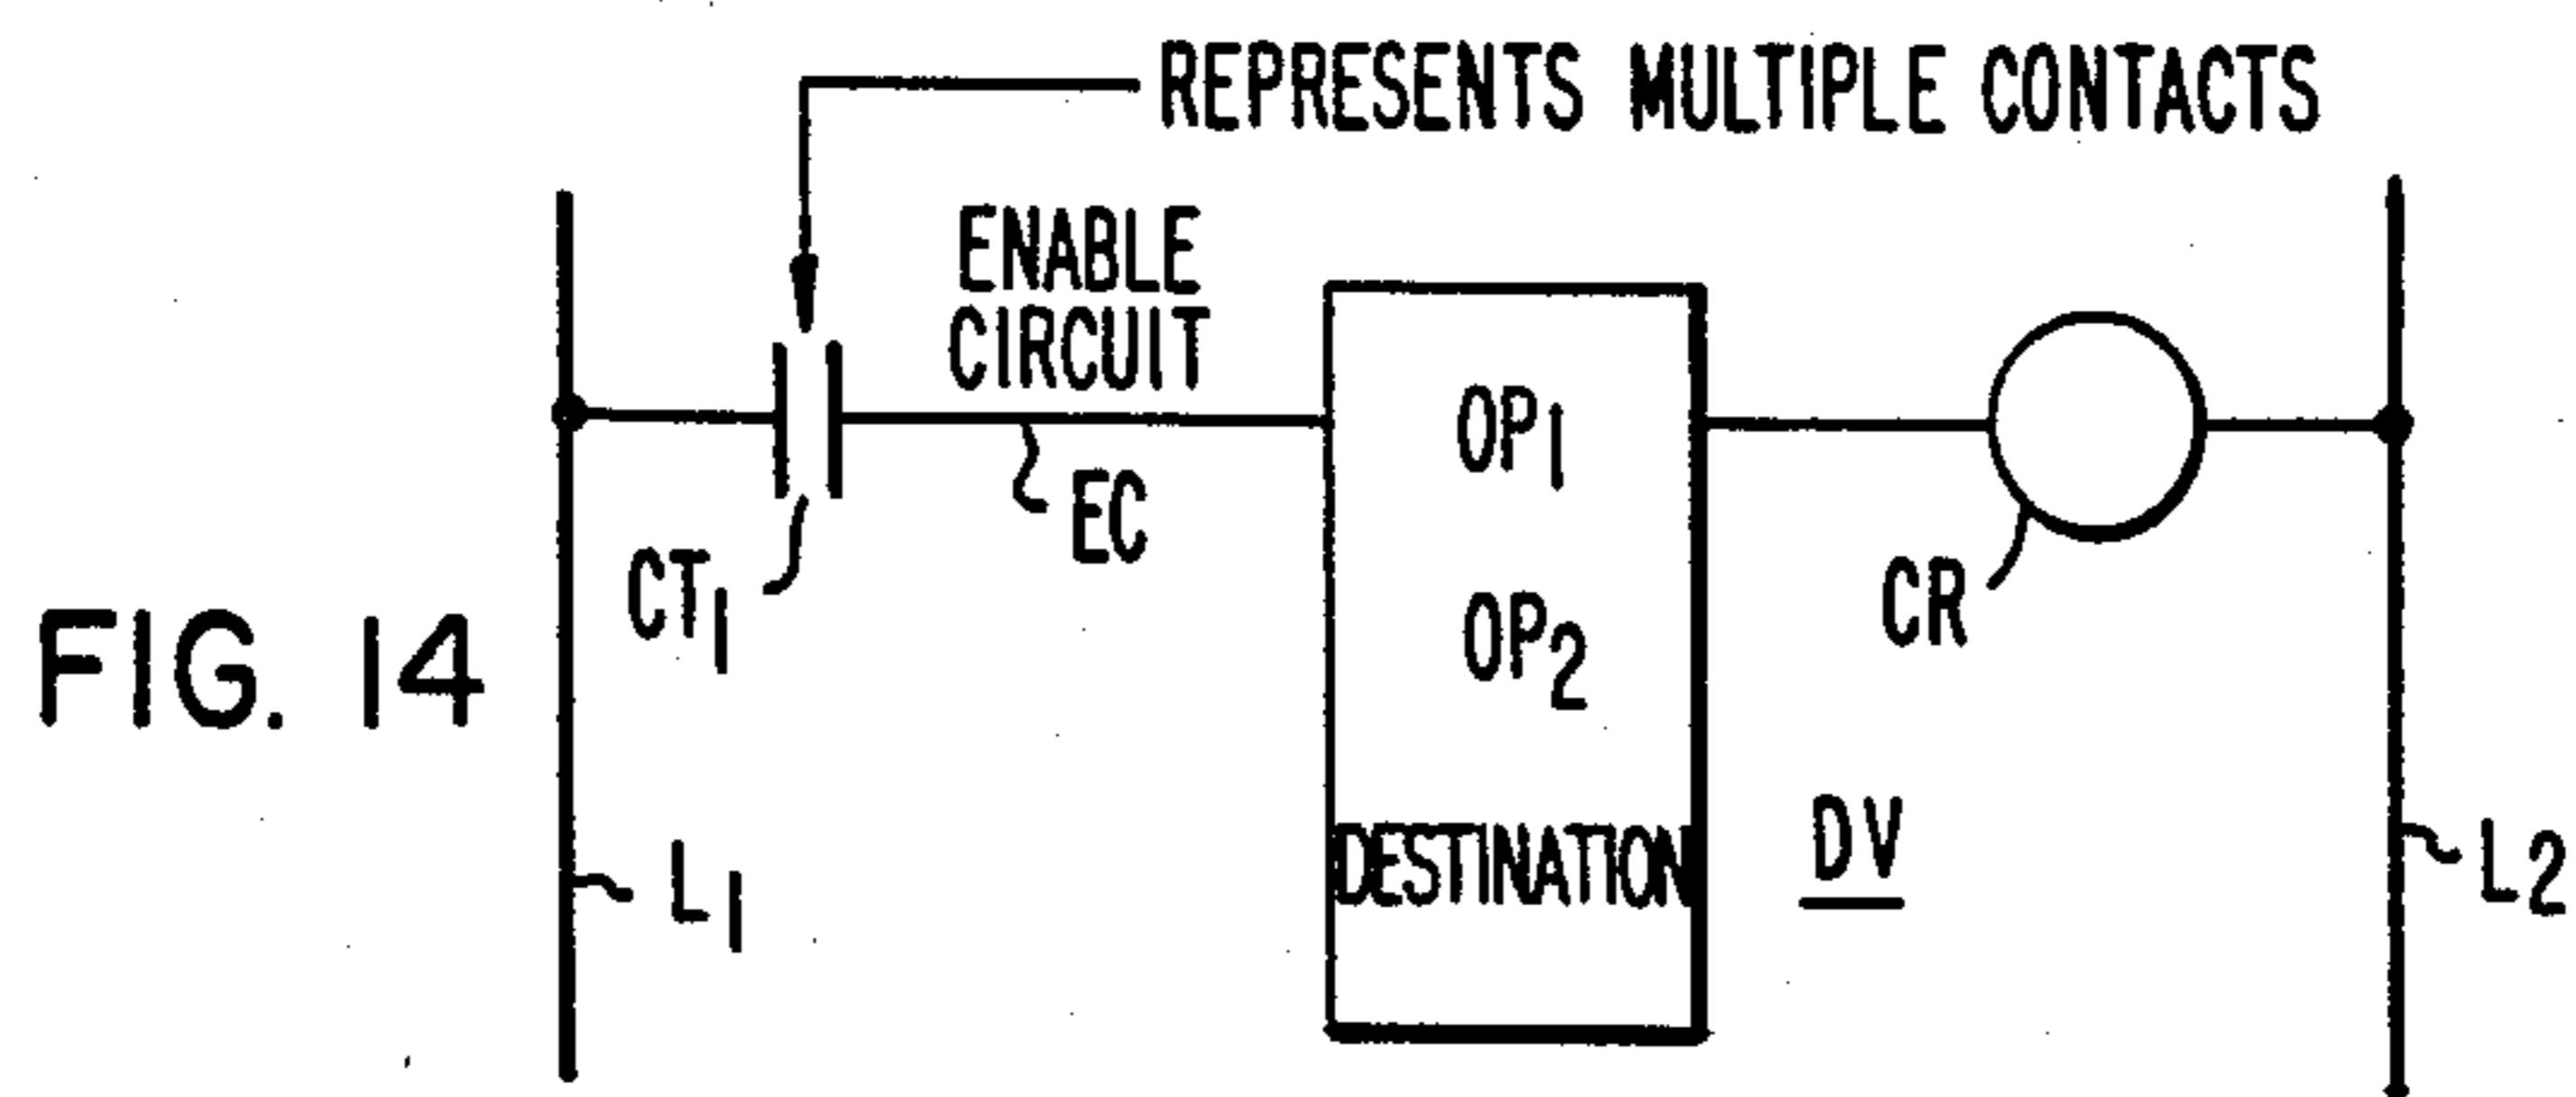 REPRESENTS MULTIPLE CONTACTS
ENABLE
CIRCUIT
OP1
EC
CT1
CR
OP2
FIG. 14
DESTINATION
DV
L1
L2